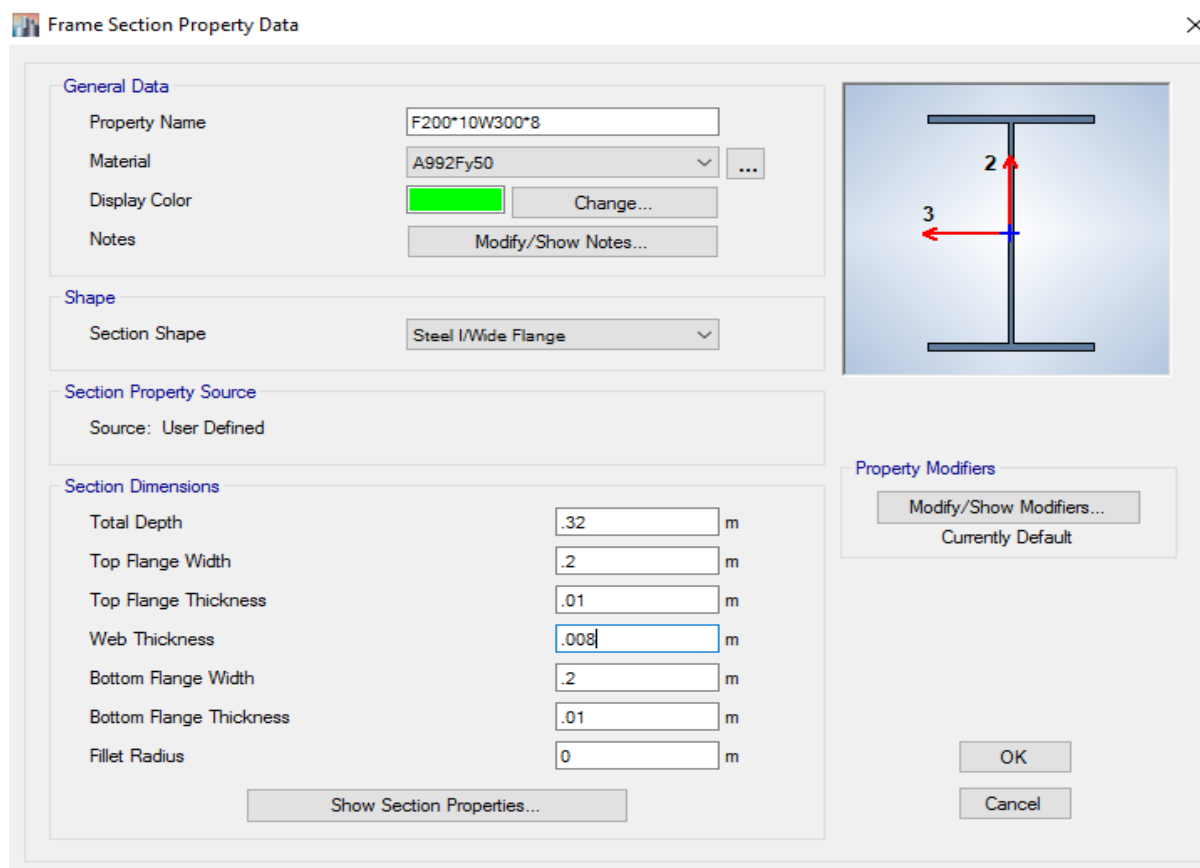 Frame Section Property Data
General Data
Property Name F200*10W300*8
Material A992Fy50 ...
Display Color Change...
Notes Modify/Show Notes...
2
3
Shape
Section Shape Steel I/Wide Flange
Section Property Source
Source: User Defined
Property Modifiers
Modify/Show Modifiers...
Currently Default
Section Dimensions
Total Depth .32 m
Top Flange Width .2 m
Top Flange Thickness .01 m
Web Thickness .008 m
Bottom Flange Width .2 m
Bottom Flange Thickness .01 m
Fillet Radius 0 m
Show Section Properties...
OK
Cancel